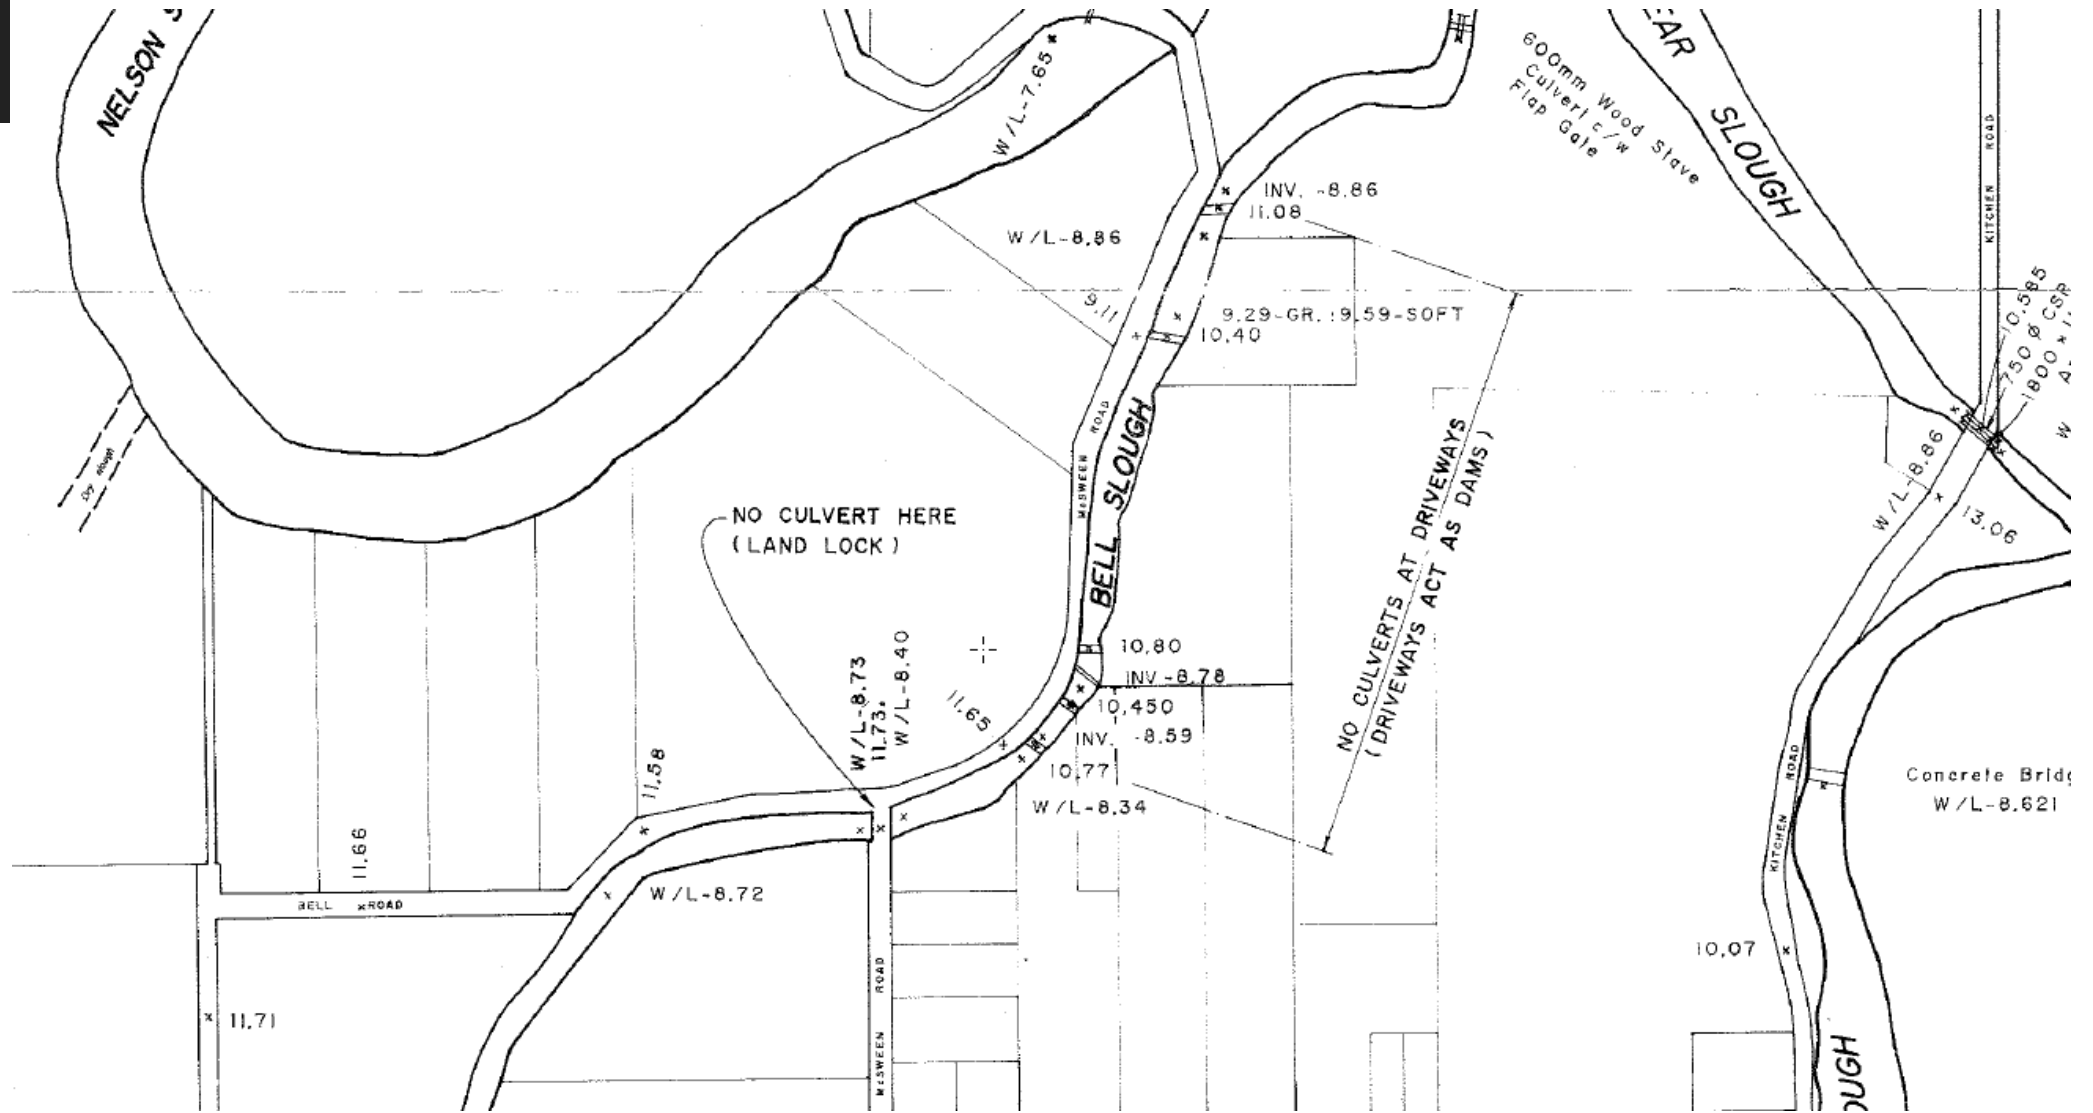 NELSON S
W/L-7.65
EAR SLOUGH
600mm Wood Stave
Culvert c/w
Flap Gate
KITCHEN ROAD
INV. -8.86
11.08
W/L-8.86
9.11
9.29-GR. :9.59-SOFT
10.40
10.585
750 Ø CSP
1800 x
W
Dry slough
McSWEEN ROAD
BELL SLOUGH
NO CULVERT HERE
(LAND LOCK)
NO CULVERTS AT DRIVEWAYS
(DRIVEWAYS ACT AS DAMS)
W/L-8.86
13.06
10.80
INV -8.78
10.450
INV. -8.59
10.77
W/L-8.34
11.65
W/L-8.73
11.73
W/L-8.40
11.58
11.66
W/L-8.72
BELL ROAD
KITCHEN ROAD
Concrete Bridg
W/L-8.621
10.07
11.71
McSWEEN ROAD
OUGH